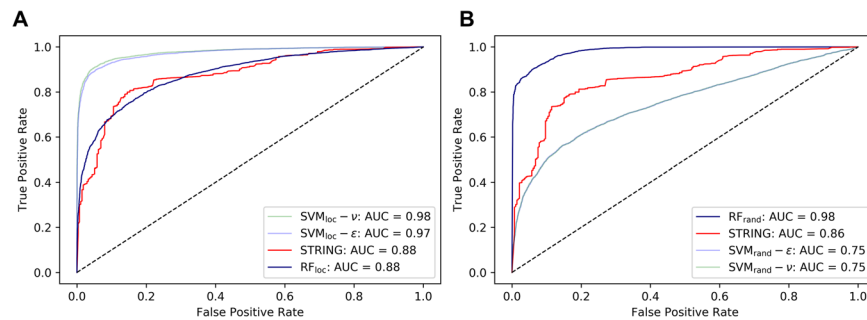 A
B
1.0
0.8
0.6
0.4
0.2
0.0
True Positive Rate
SVMloc − ν: AUC = 0.98
SVMloc − ε: AUC = 0.97
STRING: AUC = 0.88
RFloc: AUC = 0.88
0.0 0.2 0.4 0.6 0.8 1.0
False Positive Rate
1.0
0.8
0.6
0.4
0.2
0.0
True Positive Rate
RFrand: AUC = 0.98
STRING: AUC = 0.86
SVMrand − ε: AUC = 0.75
SVMrand − ν: AUC = 0.75
0.0 0.2 0.4 0.6 0.8 1.0
False Positive Rate